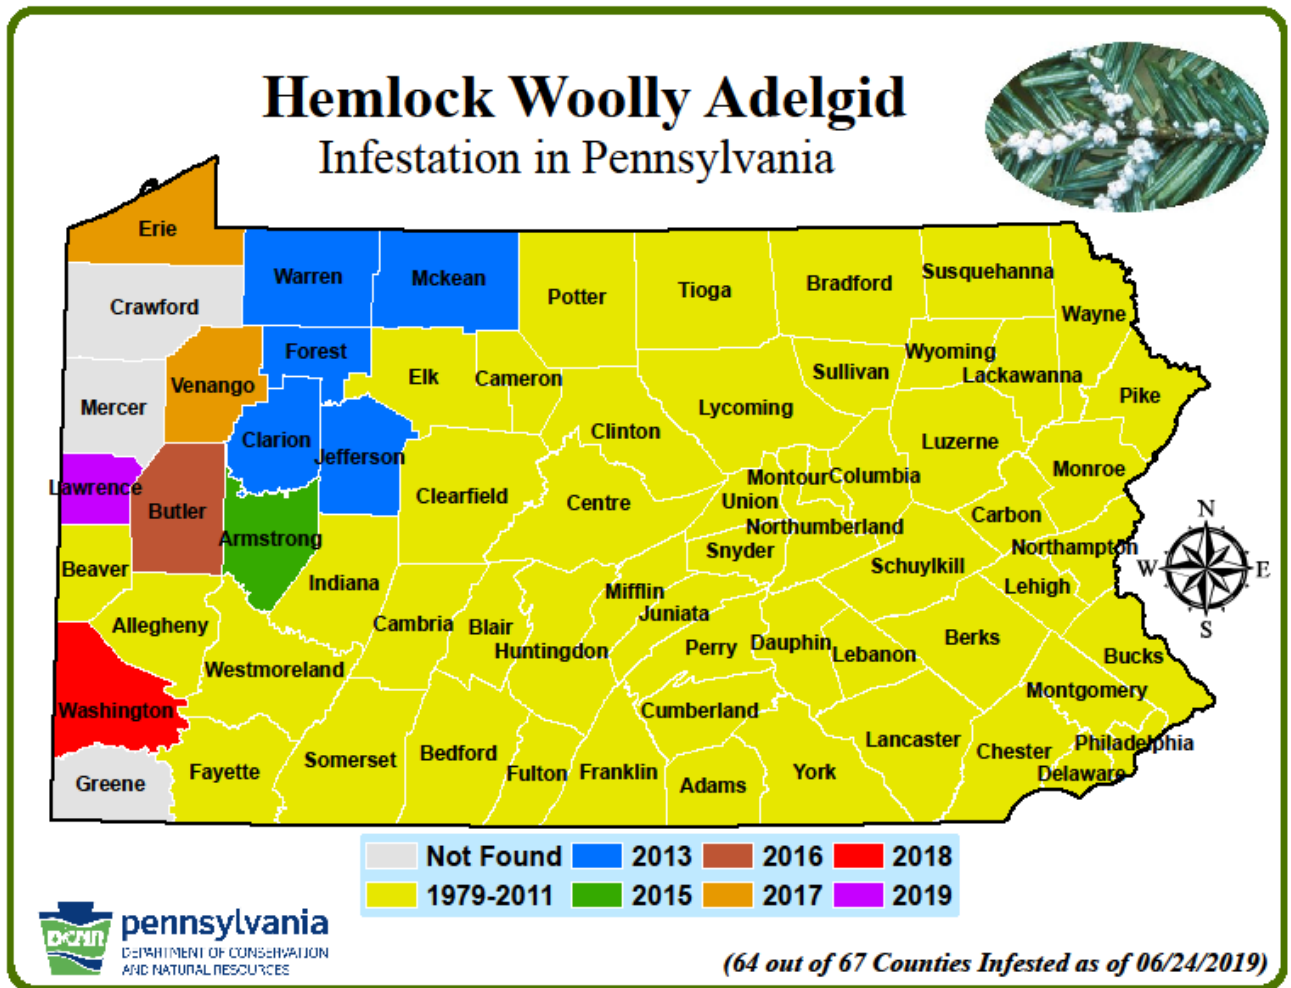 Hemlock Woolly Adelgid
Infestation in Pennsylvania
Erie
Warren
Mckean
Potter
Tioga
Bradford
Susquehanna
Crawford
Wayne
Forest
Wyoming
Elk
Cameron
Sullivan
Lackawanna
Venango
Pike
Mercer
Lycoming
Clinton
Clarion
Luzerne
Jefferson
Monroe
Montour
Columbia
Lawrence
Clearfield
Centre
Union
Butler
Carbon
Northumberland
Armstrong
Snyder
Northampton
Beaver
Schuylkill
Indiana
Lehigh
Mifflin
Juniata
Allegheny
Cambria
Blair
Huntingdon
Perry
Dauphin
Lebanon
Berks
Bucks
Westmoreland
Montgomery
Washington
Cumberland
Lancaster
Philadelphia
Somerset
Bedford
Chester
Fayette
Fulton
Franklin
York
Delaware
Greene
Adams
N
W
E
S
Not Found 2013 2016 2018
1979-2011 2015 2017 2019
DCNR
pennsylvania
DEPARTMENT OF CONSERVATION
AND NATURAL RESOURCES
(64 out of 67 Counties Infested as of 06/24/2019)